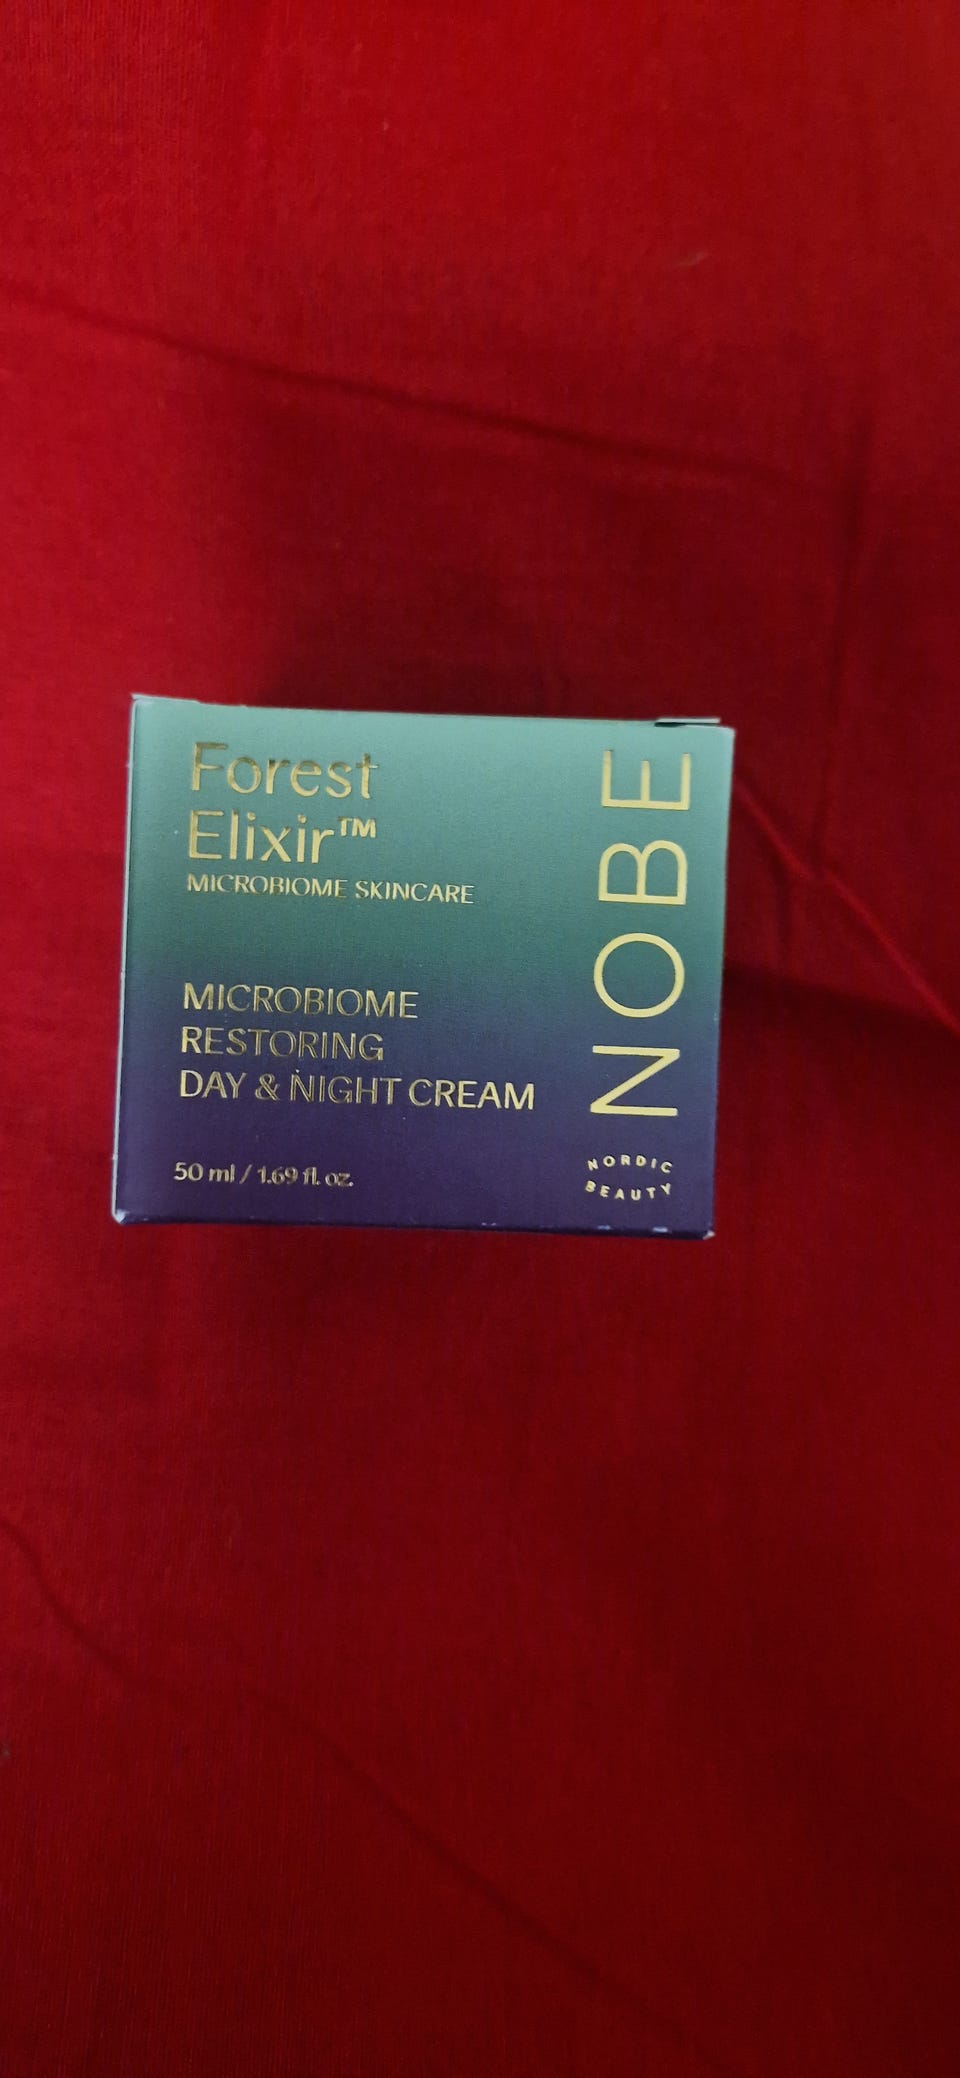 Forest
Elixir™
MICROBIOME SKINCARE
MICROBIOME
RESTORING
DAY & NIGHT CREAM
50 ml / 1.69 fl. oz.
NOBE
NORDIC
BEAUTY